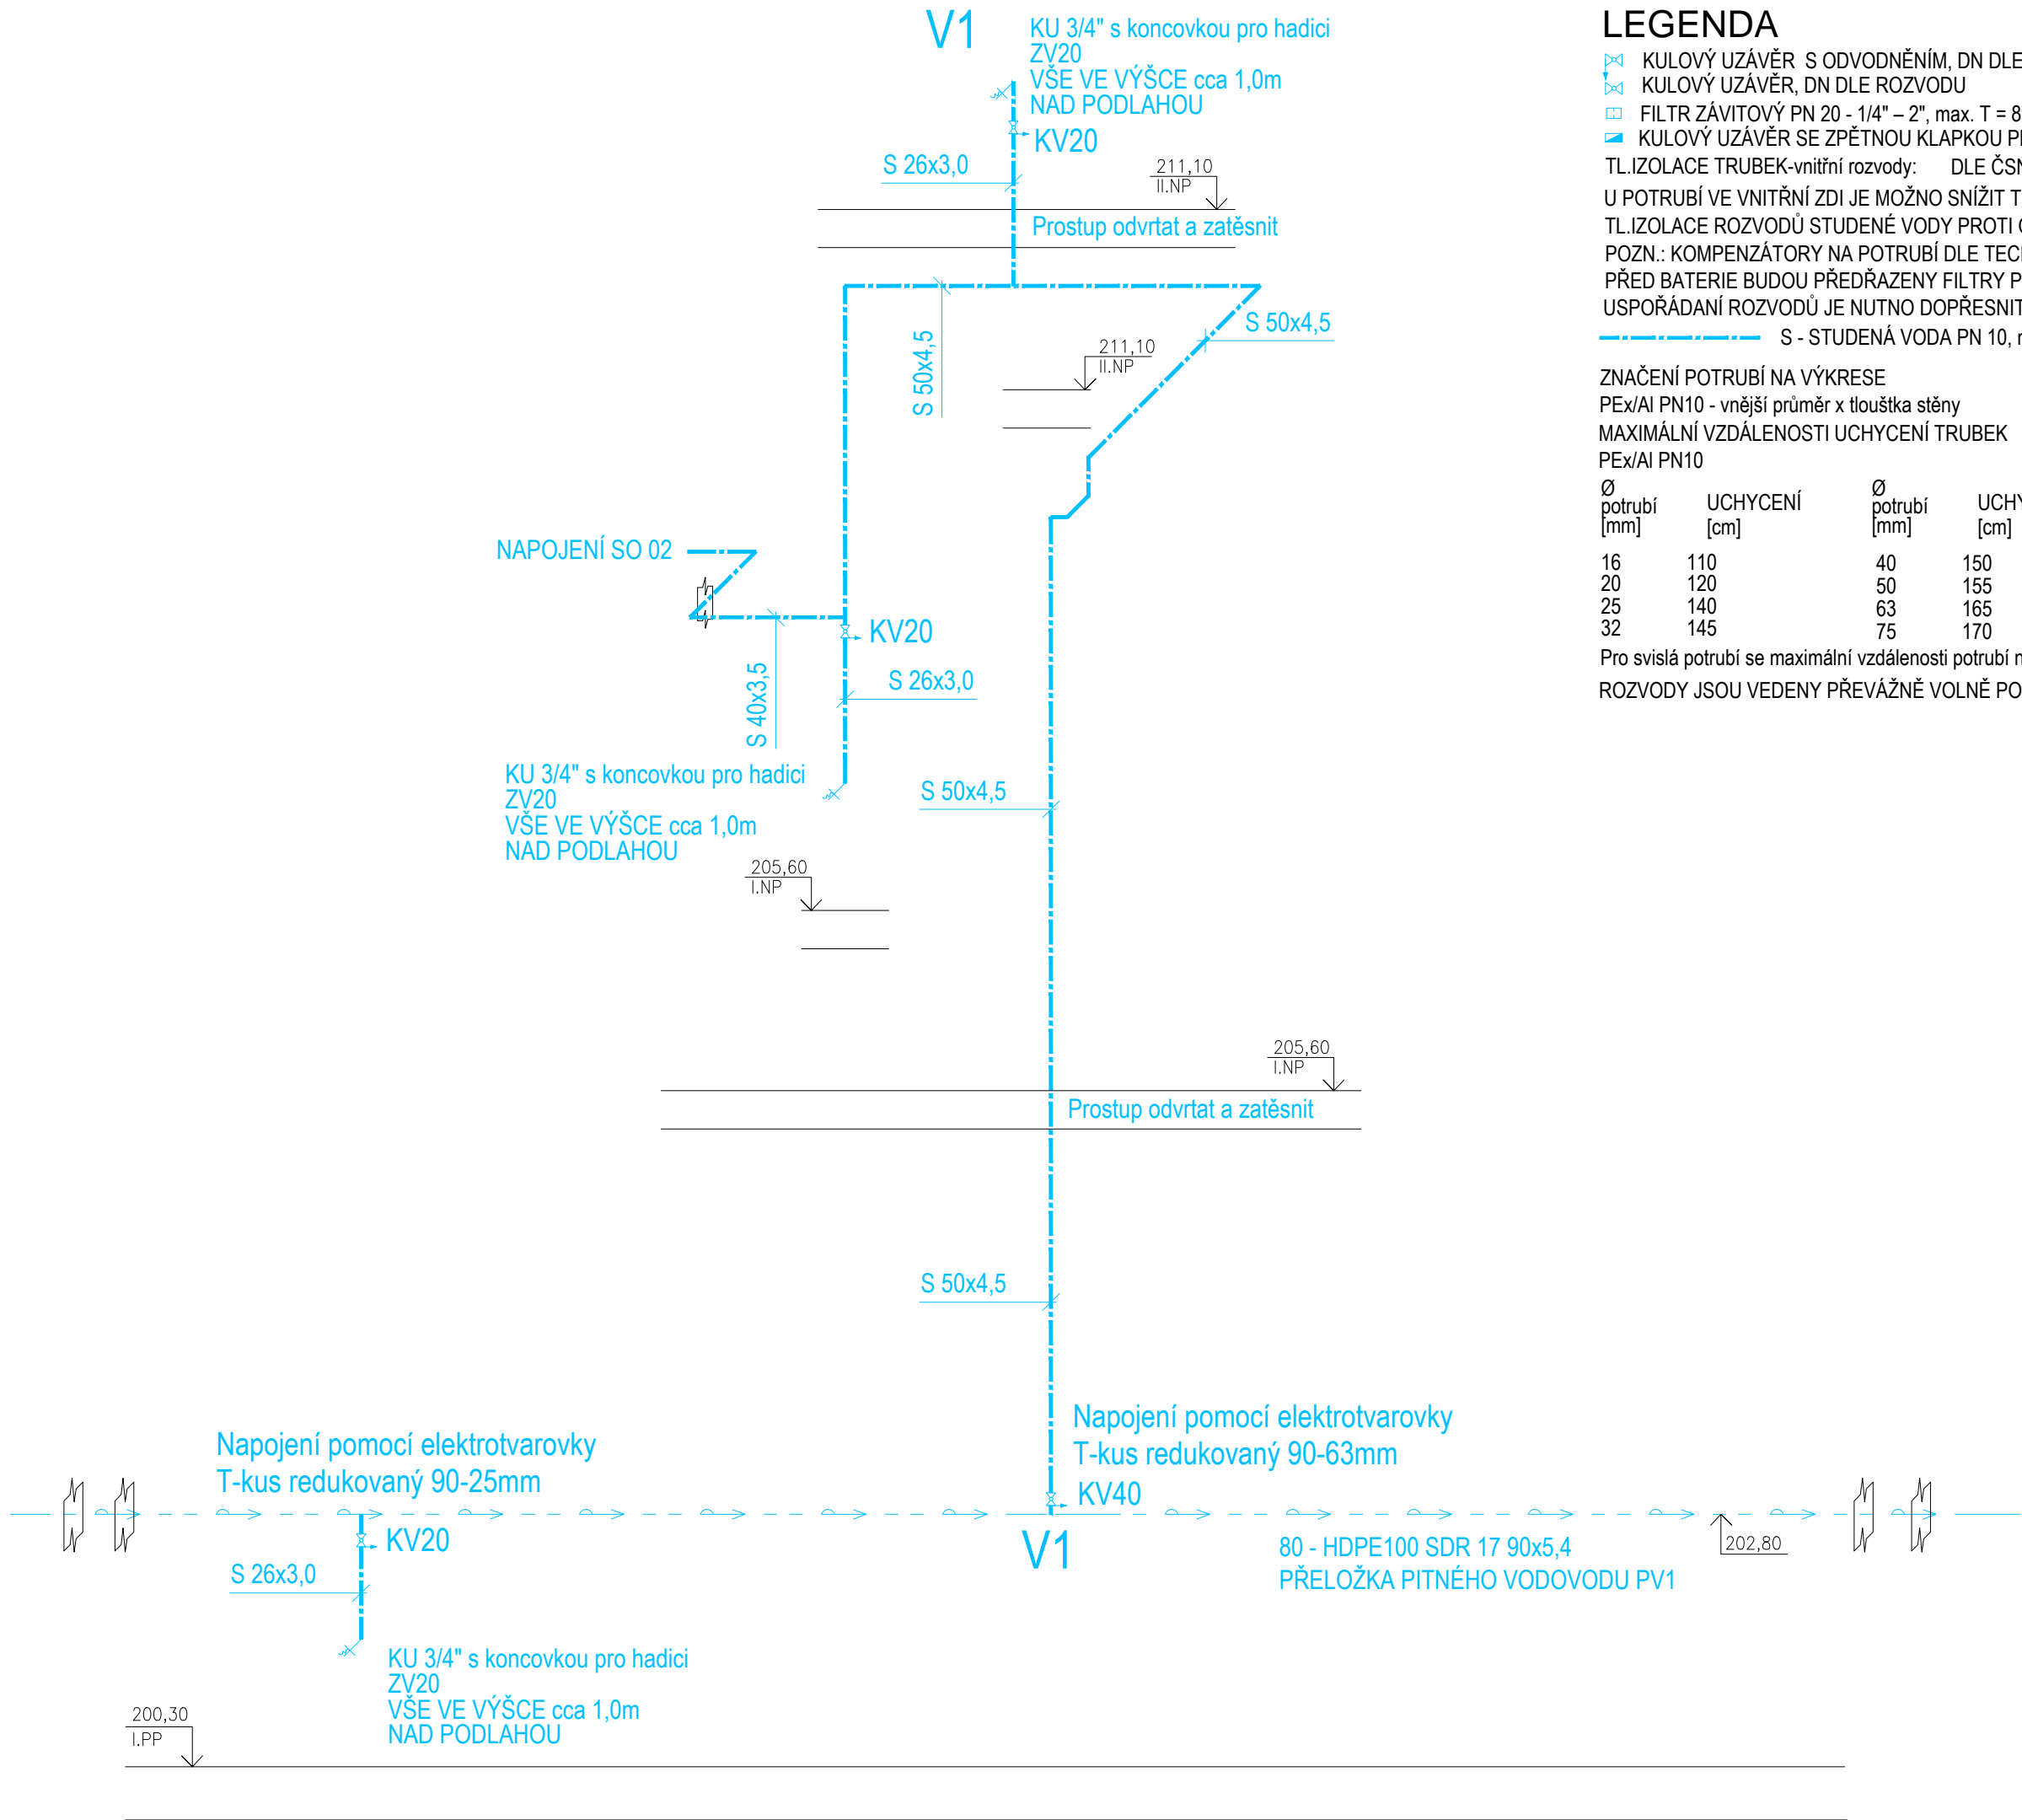 V1
KU 3/4" s koncovkou pro hadici
ZV20
VŠE VE VÝŠCE cca 1,0m
NAD PODLAHOU
KV20
S 26x3,0
211,10
II.NP
Prostup odvrtat a zatěsnit
S 50x4,5
S 50x4,5
211,10
II.NP
NAPOJENÍ SO 02
KV20
S 40x3,5
S 26x3,0
KU 3/4" s koncovkou pro hadici
ZV20
VŠE VE VÝŠCE cca 1,0m
NAD PODLAHOU
S 50x4,5
205,60
I.NP
205,60
I.NP
Prostup odvrtat a zatěsnit
S 50x4,5
Napojení pomocí elektrotvarovky
T-kus redukovaný 90-25mm
Napojení pomocí elektrotvarovky
T-kus redukovaný 90-63mm
KV40
KV20
V1
80 - HDPE100 SDR 17 90x5,4
PŘELOŽKA PITNÉHO VODOVODU PV1
202,80
S 26x3,0
KU 3/4" s koncovkou pro hadici
ZV20
VŠE VE VÝŠCE cca 1,0m
NAD PODLAHOU
200,30
I.PP
LEGENDA
KULOVÝ UZÁVĚR S ODVODNĚNÍM, DN DLE
KULOVÝ UZÁVĚR, DN DLE ROZVODU
FILTR ZÁVITOVÝ PN 20 - 1/4" – 2", max. T = 8
KULOVÝ UZÁVĚR SE ZPĚTNOU KLAPKOU
TL.IZOLACE TRUBEK-vnitřní rozvody: DLE ČSN
U POTRUBÍ VE VNITŘNÍ ZDI JE MOŽNO SNÍŽIT T
TL.IZOLACE ROZVODŮ STUDENÉ VODY PROTI
POZN.: KOMPENZÁTORY NA POTRUBÍ DLE
PŘED BATERIE BUDOU PŘEDŘAZENY FILTRY P
USPOŘÁDANÍ ROZVODŮ JE NUTNO DOPŘESNIT
S - STUDENÁ VODA PN 10,
ZNAČENÍ POTRUBÍ NA VÝKRESE
PEx/Al PN10 - vnější průměr x tlouštka stěny
MAXIMÁLNÍ VZDÁLENOSTI UCHYCENÍ TRUBEK
PEx/Al PN10
Ø potrubí [mm] UCHYCENÍ [cm] Ø potrubí [mm] UCHY [cm]
16 110 40 150
20 120 50 155
25 140 63 165
32 145 75 170
Pro svislá potrubí se maximální vzdálenosti potrubí n
ROZVODY JSOU VEDENY PŘEVÁŽNĚ VOLNĚ PO